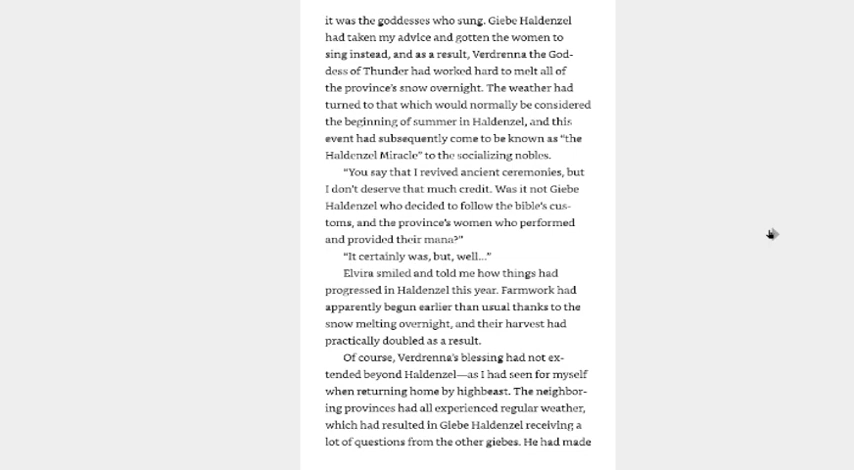 it was the goddesses who sung. Giebe Haldenzel
had taken my advice and gotten the women to
sing instead, and as a result, Verdrenna the God-
dess of Thunder had worked hard to melt all of
the province's snow overnight. The weather had
turned to that which would normally be considered
the beginning of summer in Haldenzel, and this
event had subsequently come to be known as “the
Haldenzel Miracle” to the socializing nobles.
“You say that I revived ancient ceremonies, but
I don't deserve that much credit. Was it not Giebe
Haldenzel who decided to follow the bible's cus-
toms, and the province's women who performed
and provided their mana?”
“It certainly was, but, well...”
Elvira smiled and told me how things had
progressed in Haldenzel this year. Farmwork had
apparently begun earlier than usual thanks to the
snow melting overnight, and their harvest had
practically doubled as a result.
Of course, Verdrenna's blessing had not ex-
tended beyond Haldenzel—as I had seen for myself
when returning home by highbeast. The neighbor-
ing provinces had all experienced regular weather,
which had resulted in Giebe Haldenzel receiving a
lot of questions from the other giebes. He had made